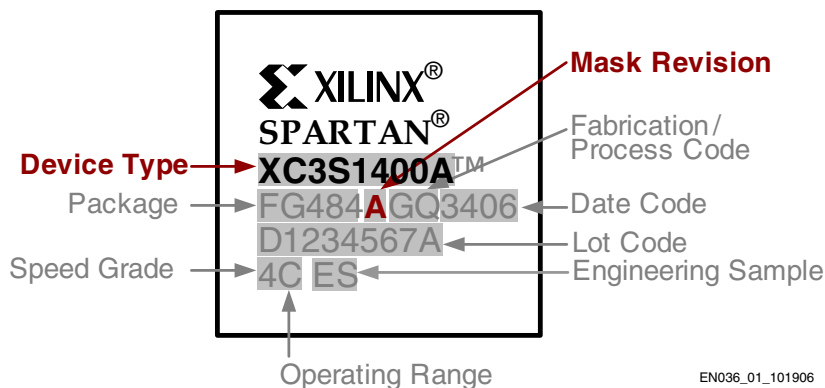 XILINX®
SPARTAN®
Mask Revision
Fabrication/
Process Code
Device Type
XC3S1400A™
Package
FG484AGQ3406
Date Code
D1234567A
Lot Code
Speed Grade
4C ES
Engineering Sample
Operating Range
EN036_01_101906